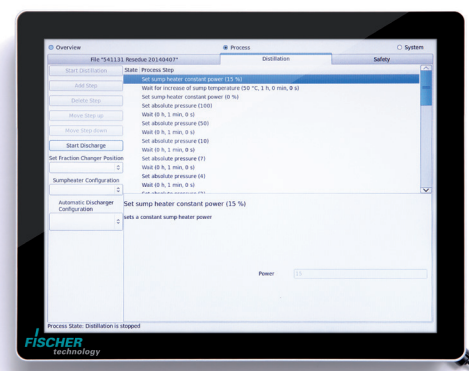 Overview
Process
System
File "541131 Resedue 20140407"
Distillation
Safety
Start Distillation
State Process Step
Set sump heater constant power (15 %)
Add Step
Wait for increase of sump temperature (50 °C, 1 h, 0 min, 0 s)
Set sump heater constant power (0 %)
Delete Step
Set absolute pressure (100)
Move Step up
Wait (0 h, 1 min, 0 s)
Set absolute pressure (50)
Move Step down
Wait (0 h, 1 min, 0 s)
Start Discharge
Set absolute pressure (10)
Wait (0 h, 1 min, 0 s)
Set Fraction Changer Position
Set absolute pressure (7)
Wait (0 h, 1 min, 0 s)
Sumpheater Configuration
Set absolute pressure (4)
Wait (0 h, 1 min, 0 s)
Automatic Discharger
Configuration
Set sump heater constant power (15 %)
sets a constant sump heater power
Power
Process State: Distillation is stopped
FISCHER
technology